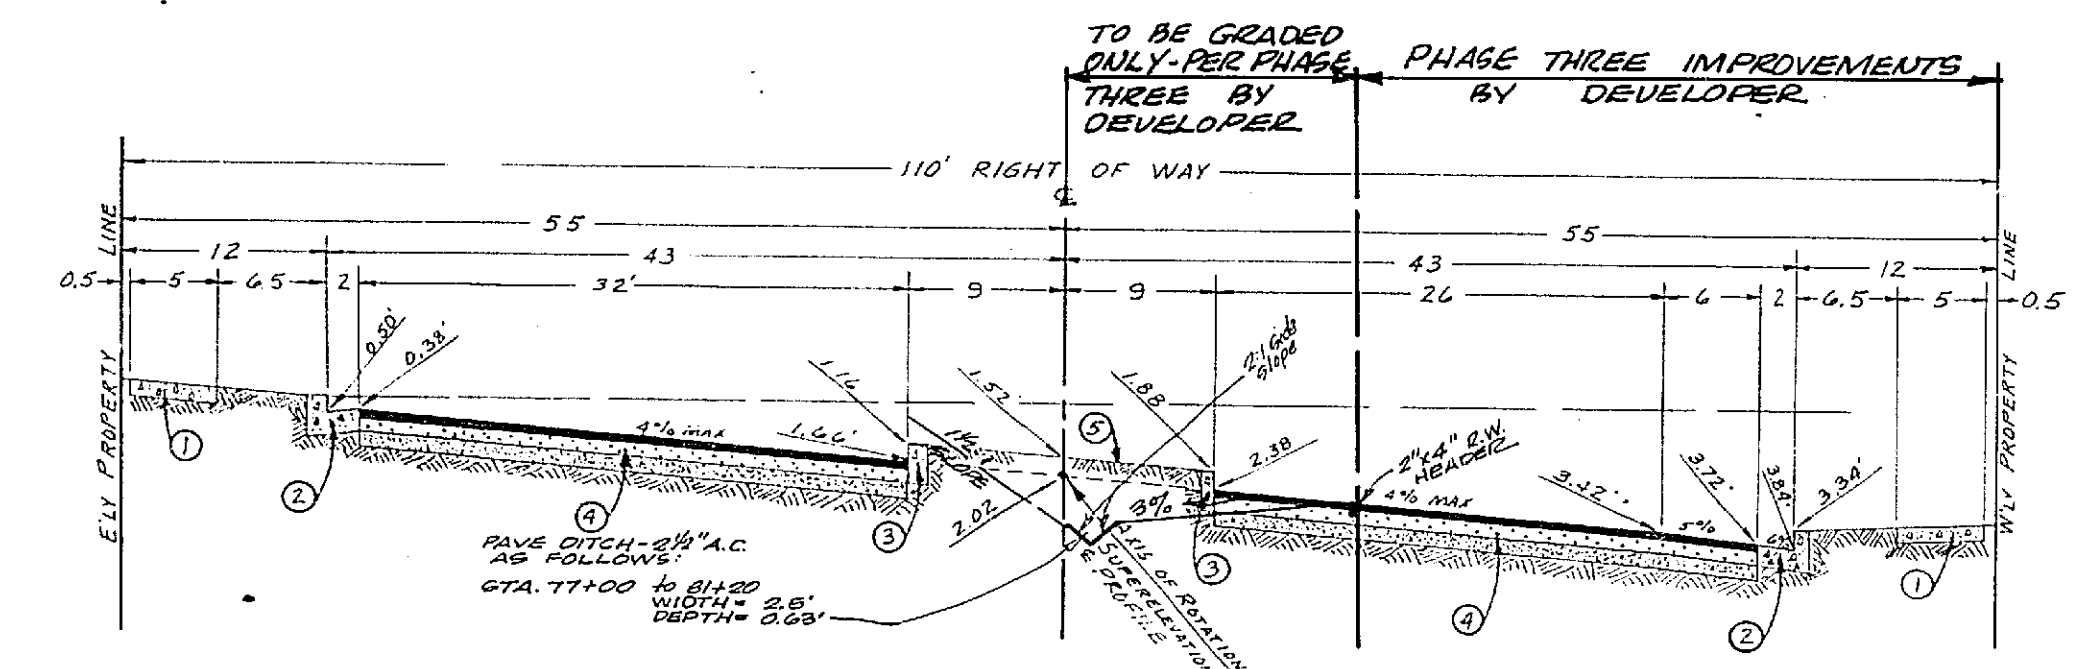 TO BE GRADED
ONLY-PER PHASE
THREE BY
DEVELOPER
PHASE THREE IMPROVEMENTS
BY DEVELOPER
110' RIGHT OF WAY
℄
55
55
12
43
43
12
0.5
5
6.5
2
32'
9
9
26
6
2
6.5
5
0.5
E'LY PROPERTY LINE
W'LY PROPERTY LINE
0.50'
0.38'
1.16
1.52
1.88
2:1
Slope
4% MAX
1.66'
SLOPE
5
2.38
2"x4" R.W.
HEADER
3.42'
3.72'
3.84'
3.34'
1
2
4
3
2.02
3%
4% MAX
5%
AXIS OF ROTATION
SUPERELEVATION
℄ PROFILE
3
4
2
1
PAVE DITCH-2½"A.C.
AS FOLLOWS:
STA. 77+00 to 81+20
WIDTH= 2.5'
DEPTH= 0.63'